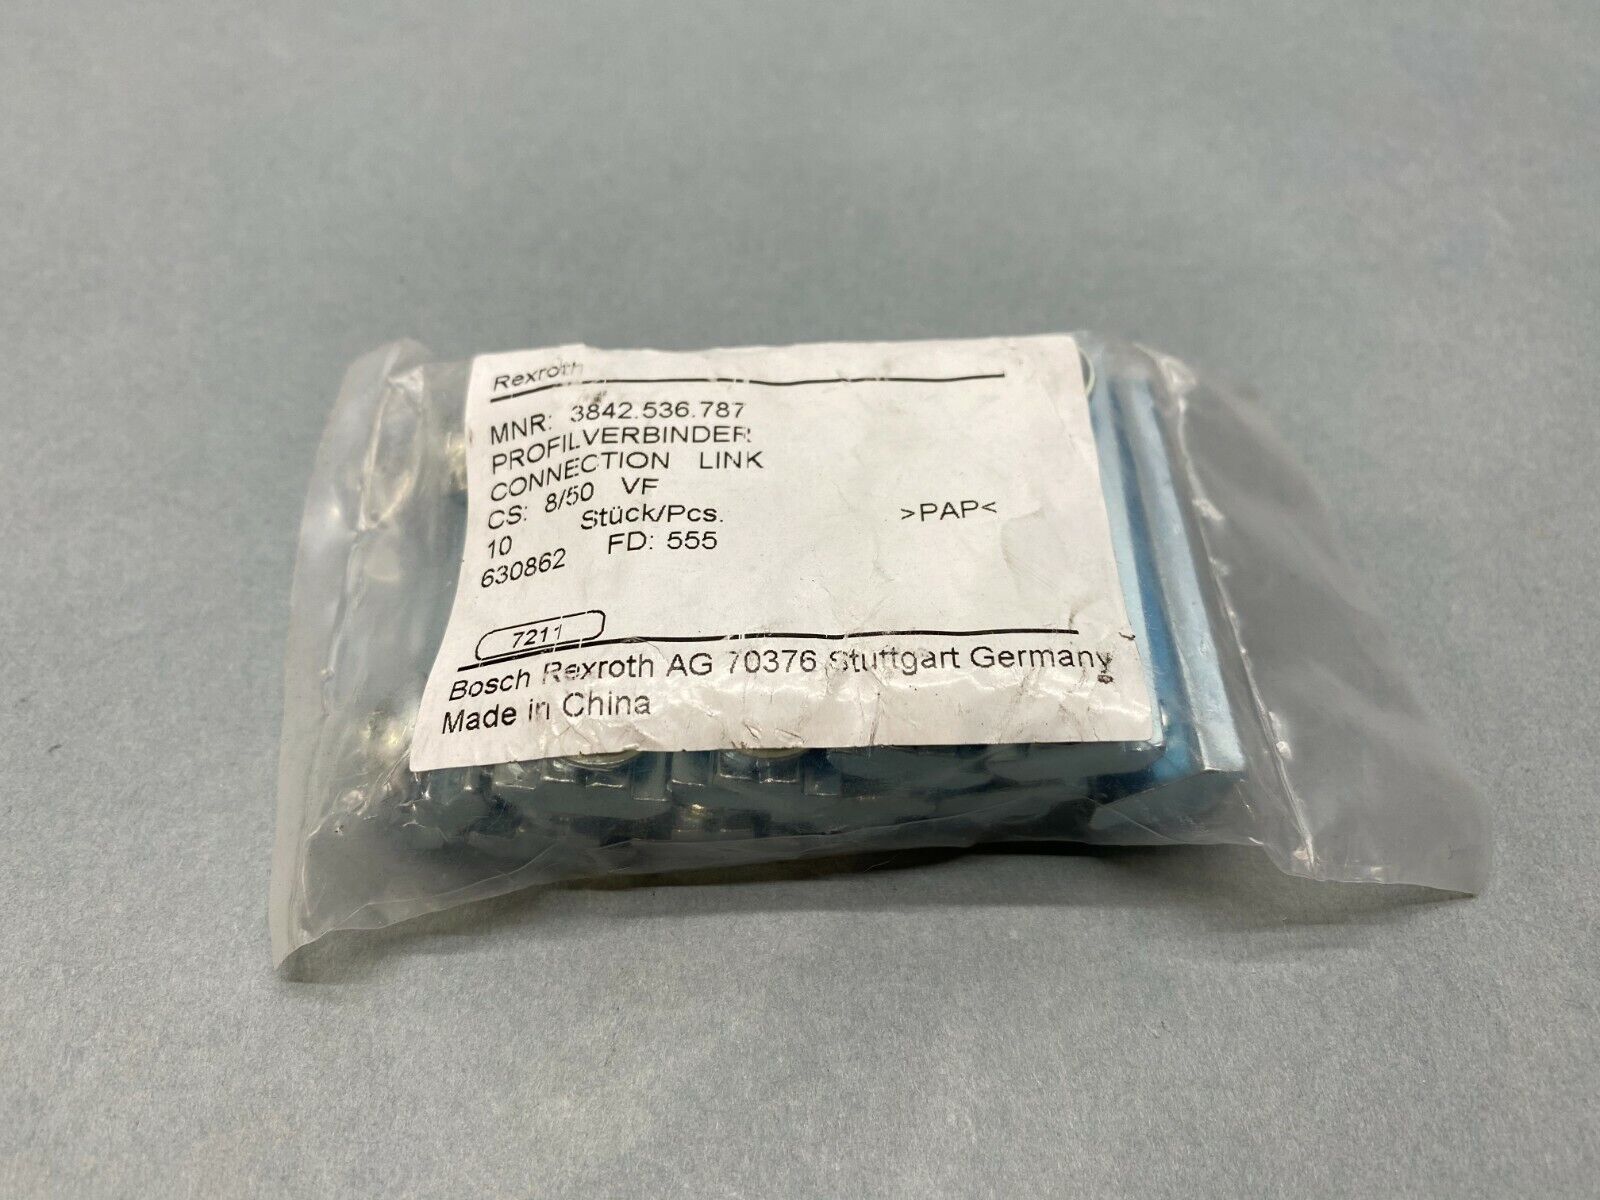 Rexroth
MNR: 3842.536.787
PROFILVERBINDER
CONNECTION LINK
CS: 8/50 VF
10 Stück/Pcs. >PAP<
630862 FD: 555
7211
Bosch Rexroth AG 70376 Stuttgart Germany
Made in China